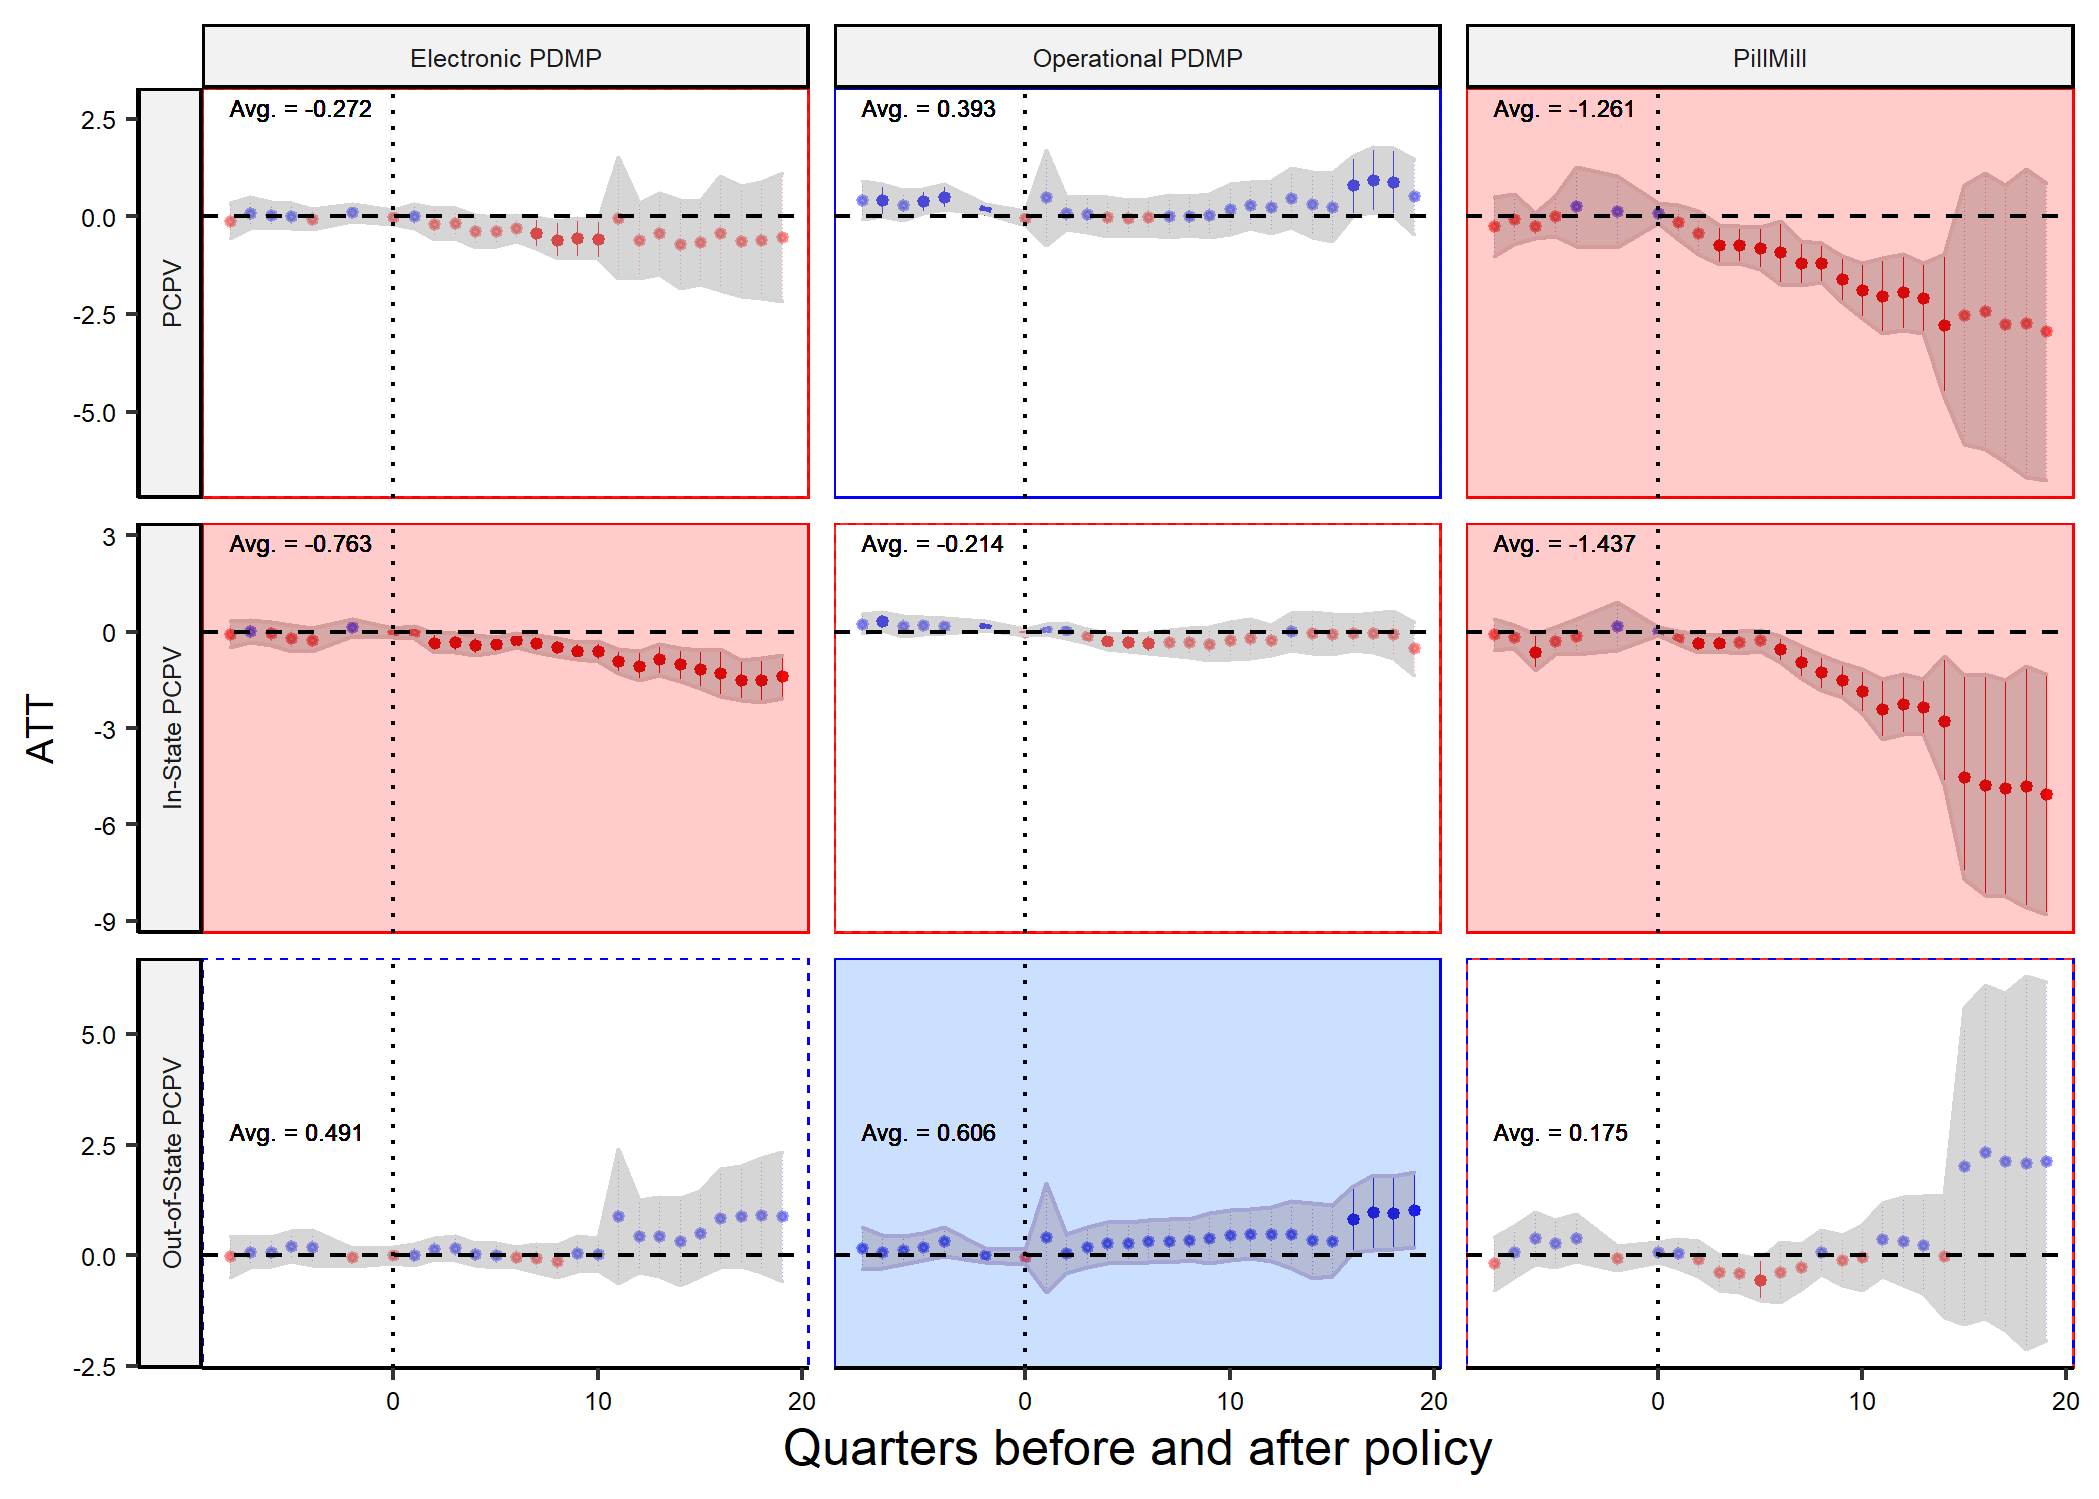 Electronic PDMP
Operational PDMP
PillMill
PCPV
2.5
0.0
-2.5
-5.0
Avg. = -0.272
Avg. = 0.393
Avg. = -1.261
ATT
In-State PCPV
3
0
-3
-6
-9
Avg. = -0.763
Avg. = -0.214
Avg. = -1.437
Out-of-State PCPV
5.0
2.5
0.0
-2.5
Avg. = 0.491
Avg. = 0.606
Avg. = 0.175
0 10 20
0 10 20
0 10 20
Quarters before and after policy